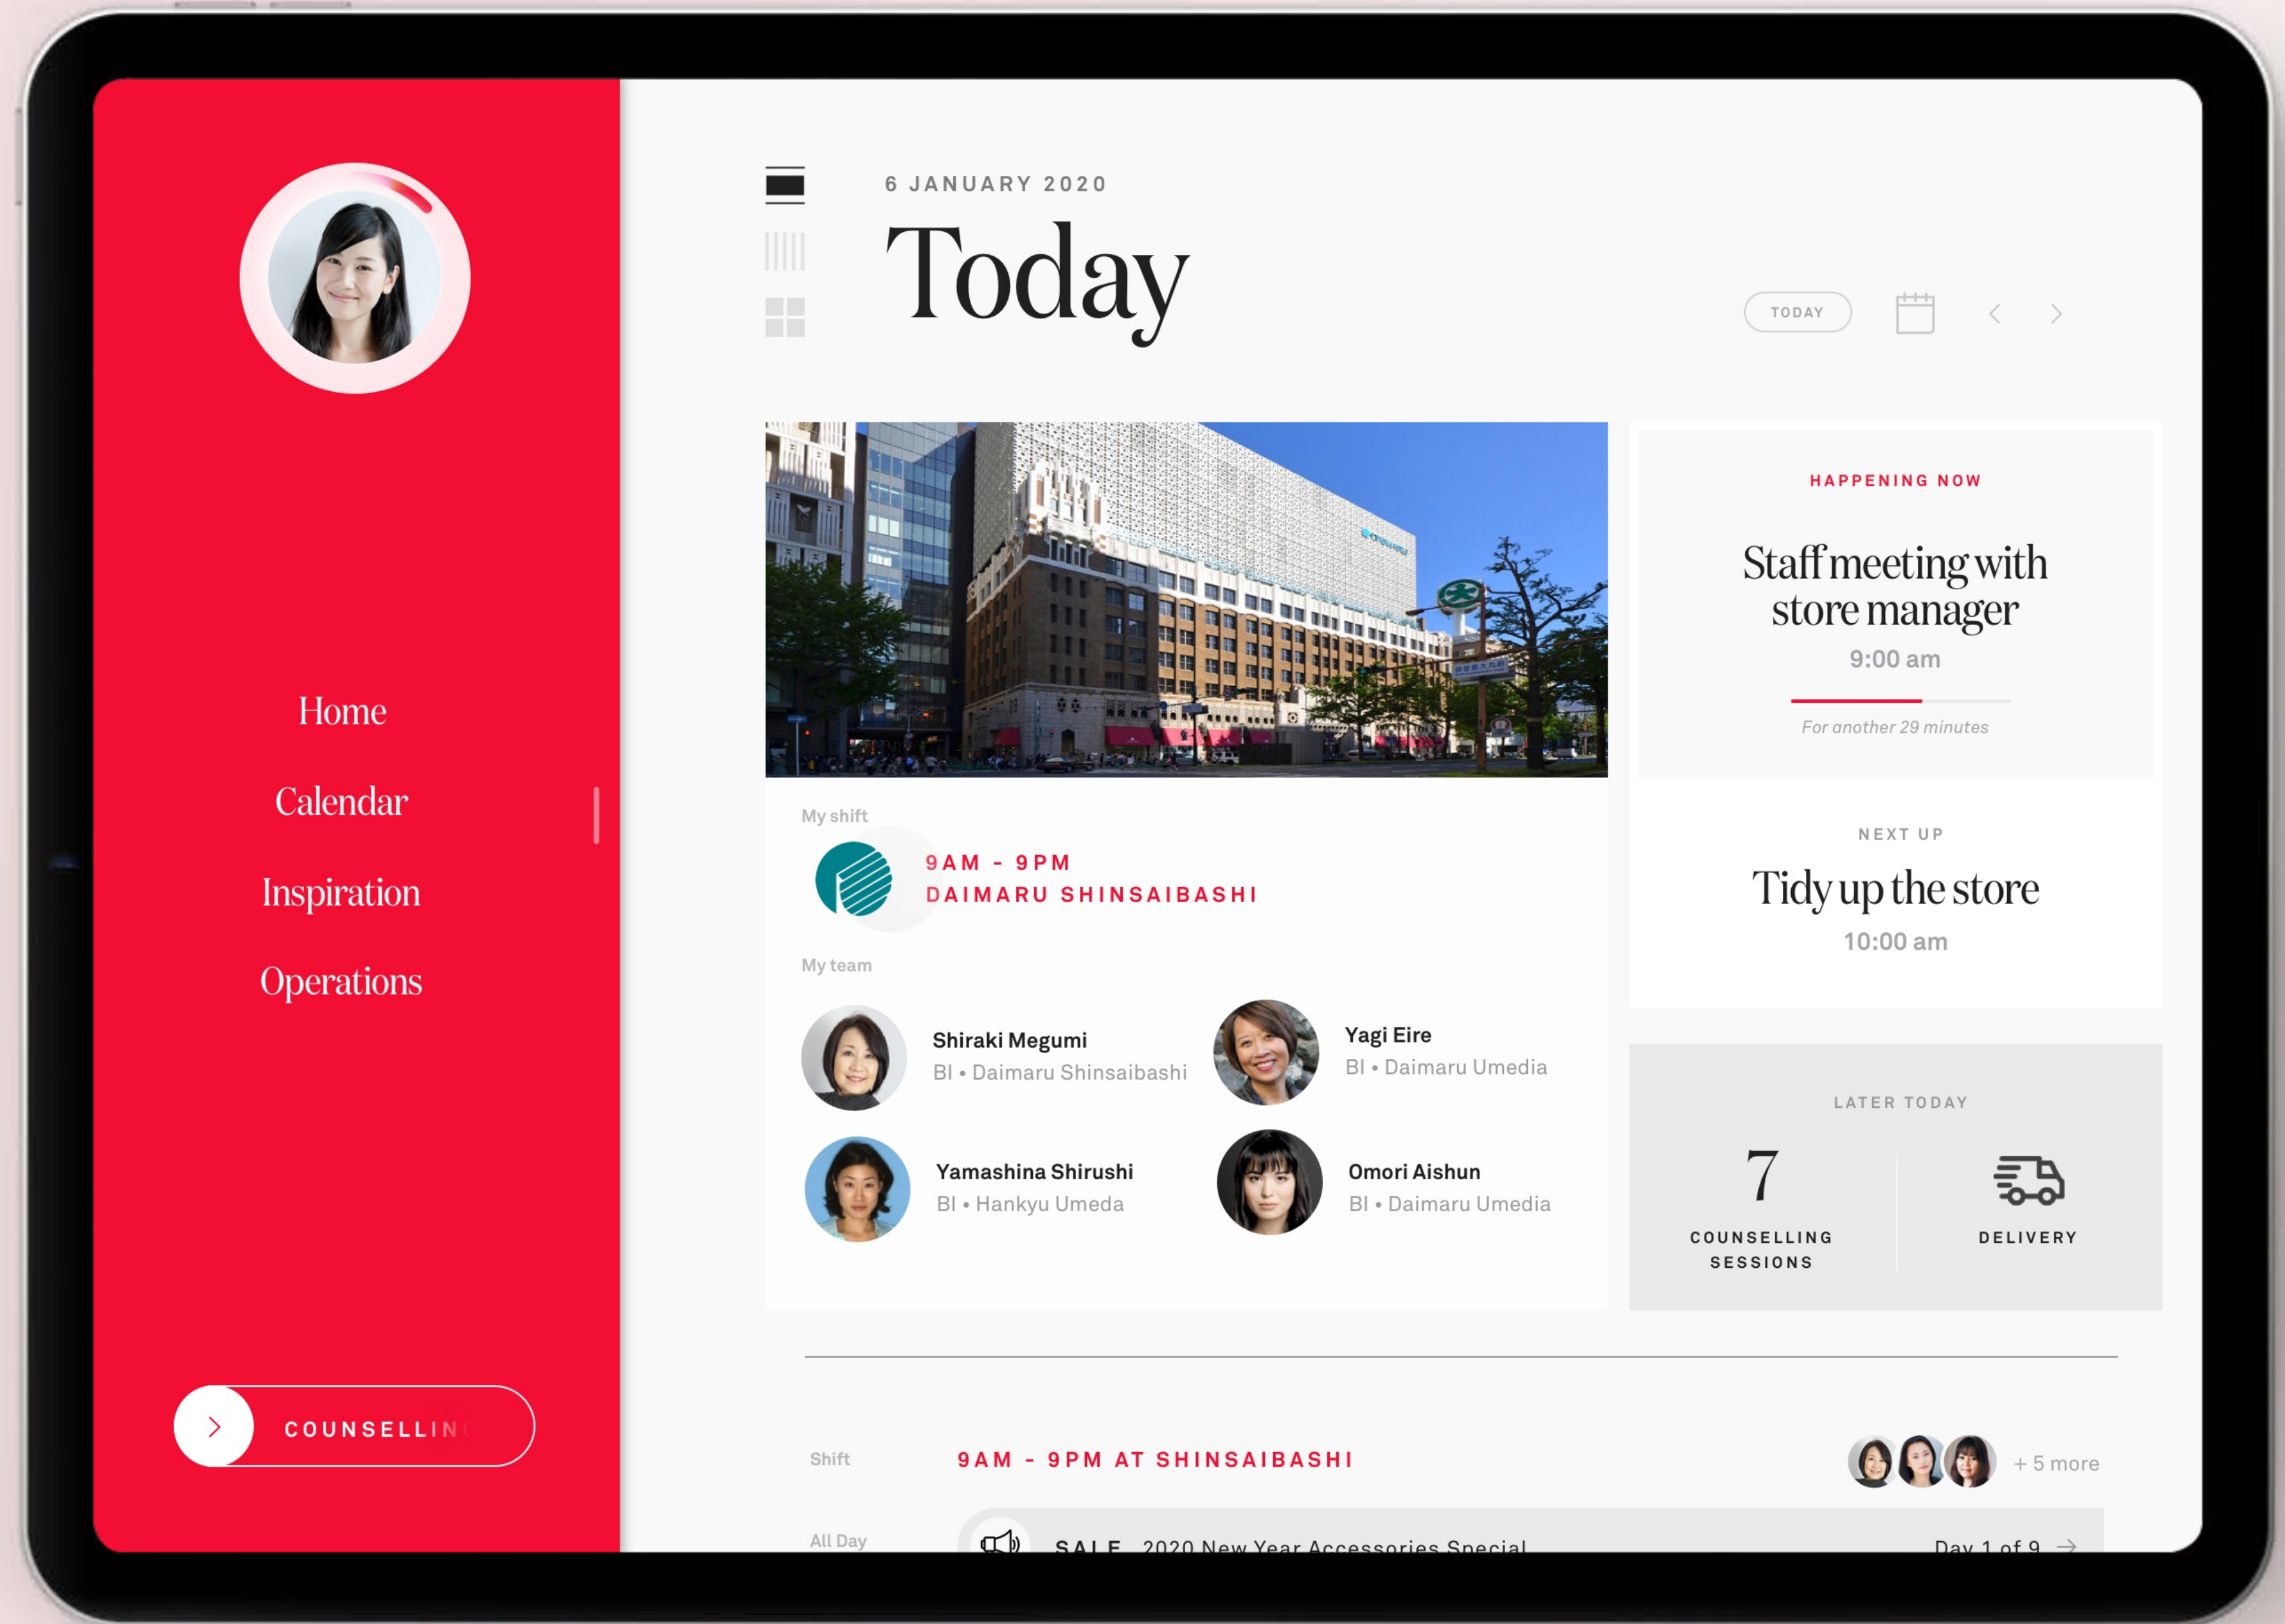 6 JANUARY 2020
Today
TODAY
Home
Calendar
Inspiration
Operations
COUNSELLIN
HAPPENING NOW
Staff meeting with
store manager
9:00 am
For another 29 minutes
NEXT UP
Tidy up the store
10:00 am
My shift
9AM - 9PM
DAIMARU SHINSAIBASHI
My team
Shiraki Megumi
BI • Daimaru Shinsaibashi
Yagi Eire
BI • Daimaru Umedia
Yamashina Shirushi
BI • Hankyu Umeda
Omori Aishun
BI • Daimaru Umedia
LATER TODAY
7
COUNSELLING
SESSIONS
DELIVERY
Shift
9AM - 9PM AT SHINSAIBASHI
+ 5 more
All Day
SALE 2020 New Year Accessories Special
Day 1 of 9